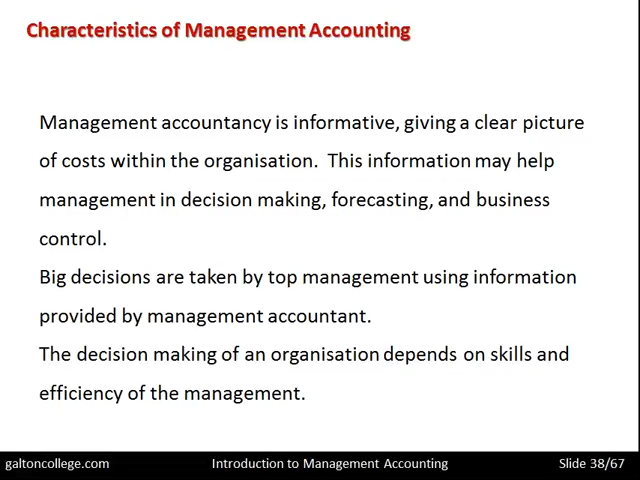 Characteristics of Management Accounting
Management accountancy is informative, giving a clear picture
of costs within the organisation. This information may help
management in decision making, forecasting, and business
control.
Big decisions are taken by top management using information
provided by management accountant.
The decision making of an organisation depends on skills and
efficiency of the management.
galtoncollege.com Introduction to Management Accounting Slide 38/67